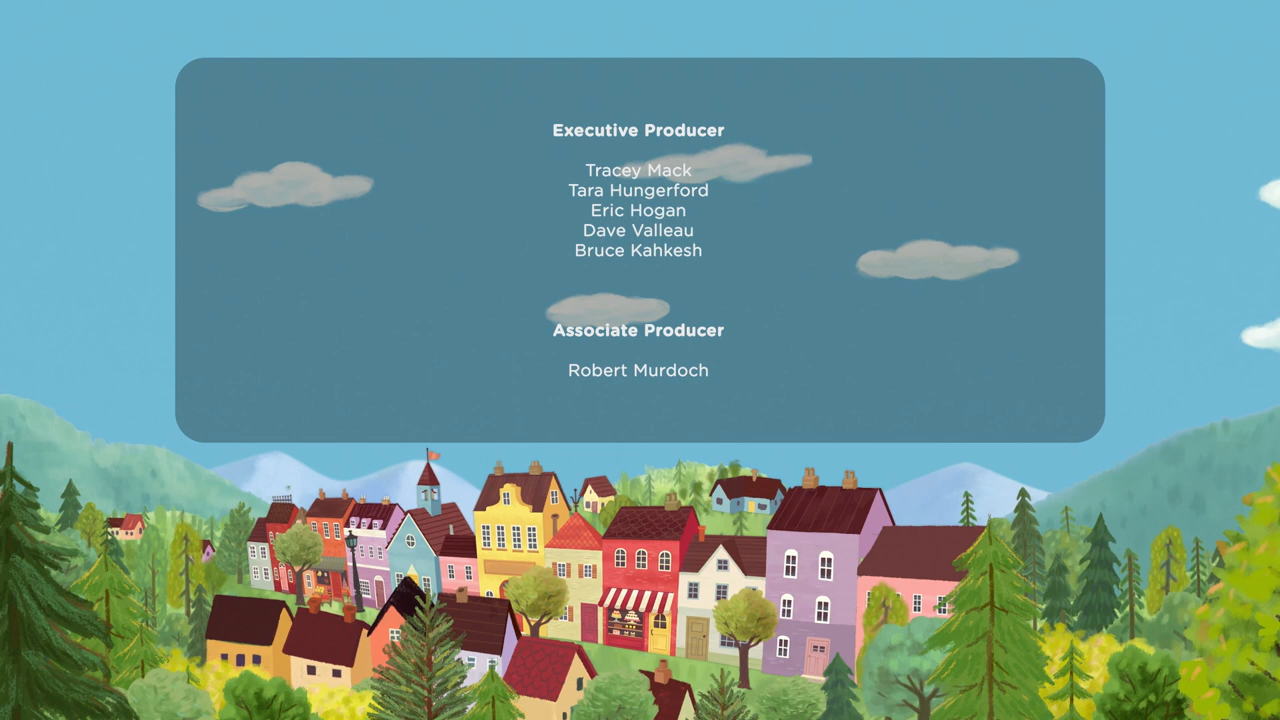 Executive Producer
Tracey Mack
Tara Hungerford
Eric Hogan
Dave Valleau
Bruce Kahkesh
Associate Producer
Robert Murdoch